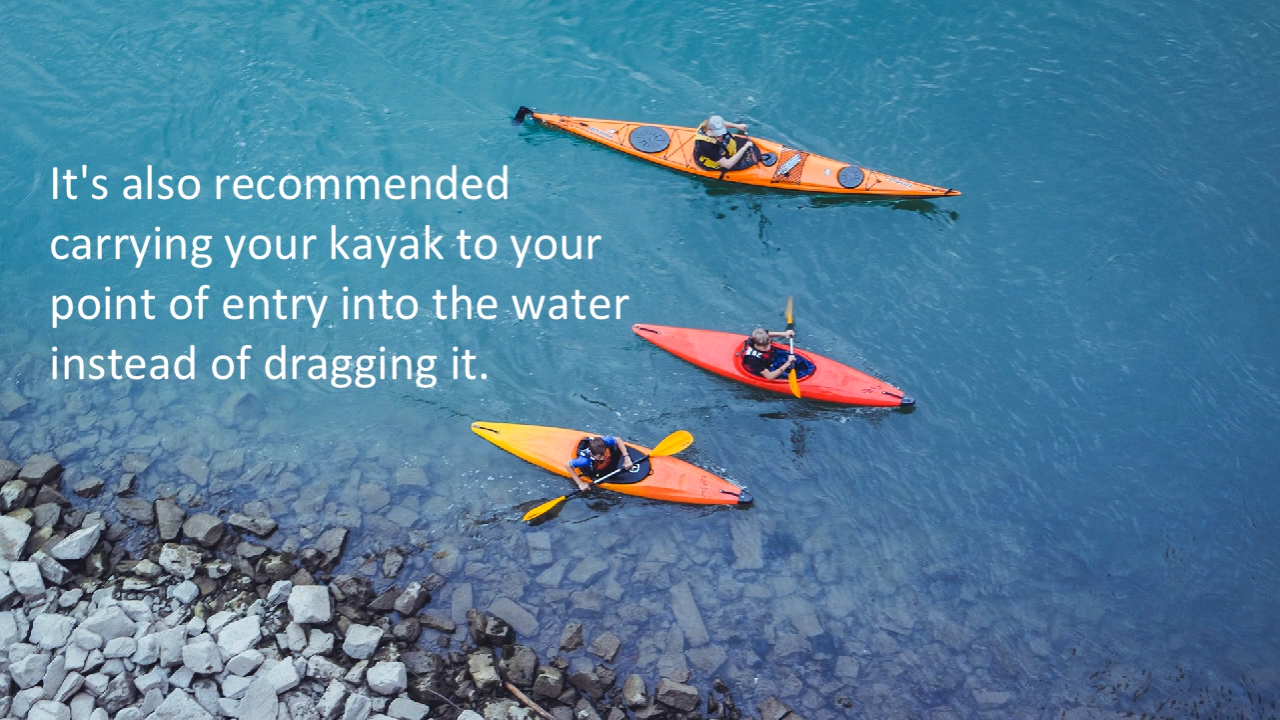 It's also recommended
carrying your kayak to your
point of entry into the water
instead of dragging it.